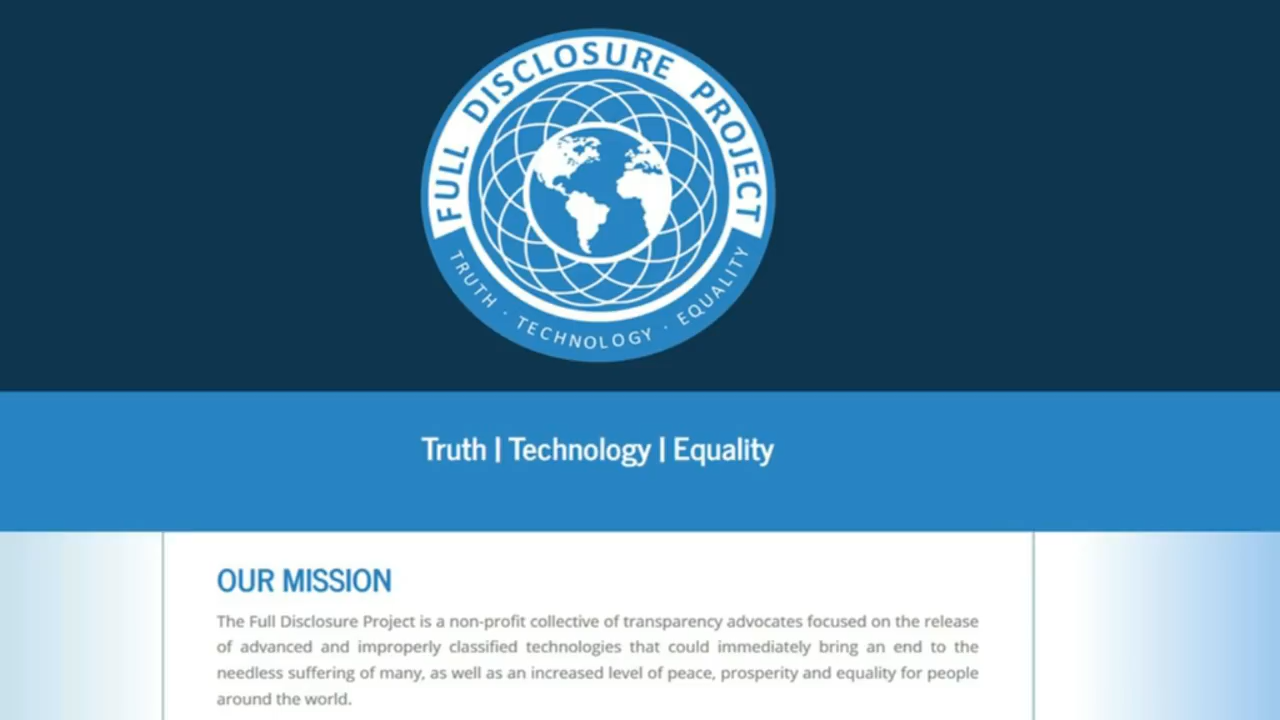 FULL DISCLOSURE PROJECT
TRUTH · TECHNOLOGY · EQUALITY
Truth | Technology | Equality
OUR MISSION
The Full Disclosure Project is a non-profit collective of transparency advocates focused on the release
of advanced and improperly classified technologies that could immediately bring an end to the
needless suffering of many, as well as an increased level of peace, prosperity and equality for people
around the world.